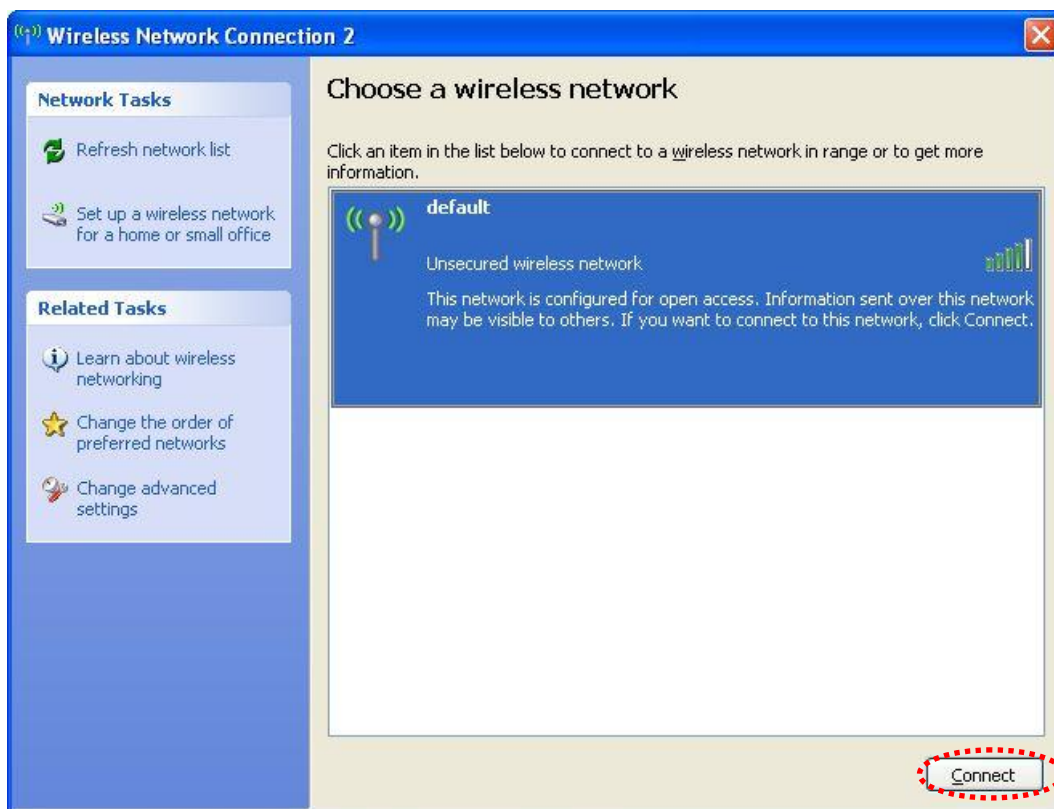 Wireless Network Connection 2
Network Tasks
Refresh network list
Set up a wireless network
for a home or small office
Related Tasks
Learn about wireless
networking
Change the order of
preferred networks
Change advanced
settings
Choose a wireless network
Click an item in the list below to connect to a wireless network in range or to get more
information.
default
Unsecured wireless network
This network is configured for open access. Information sent over this network
may be visible to others. If you want to connect to this network, click Connect.
Connect